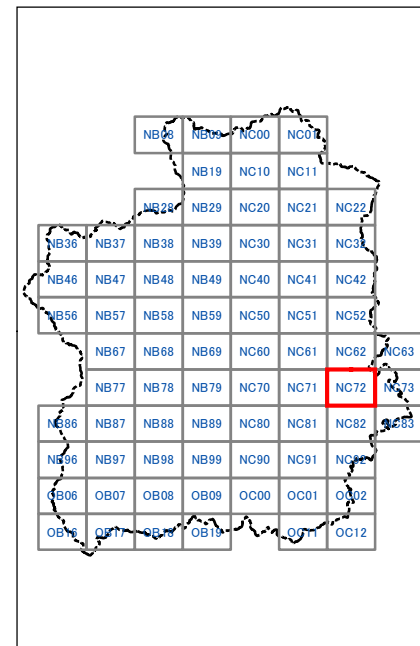 NB08 NB09 NC00 NC01
NB19 NC10 NC11
NB28 NB29 NC20 NC21 NC22
NB36 NB37 NB38 NB39 NC30 NC31 NC32
NB46 NB47 NB48 NB49 NC40 NC41 NC42
NB56 NB57 NB58 NB59 NC50 NC51 NC52
NB67 NB68 NB69 NC60 NC61 NC62 NC63
NB77 NB78 NB79 NC70 NC71 NC72 NC73
NB86 NB87 NB88 NB89 NC80 NC81 NC82 NC83
NB96 NB97 NB98 NB99 NC90 NC91 NC92
OB06 OB07 OB08 OB09 OC00 OC01 OC02
OB16 OB17 OB18 OB19 OC11 OC12